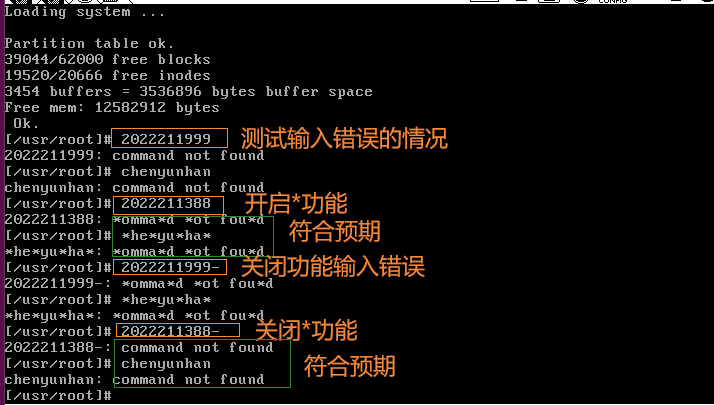 CONFIG
Loading system ...
Partition table ok.
39044/62000 free blocks
19520/20666 free inodes
3454 buffers = 3536896 bytes buffer space
Free mem: 12582912 bytes
Ok.
[/usr/root]# 2022211999 测试输入错误的情况
2022211999: command not found
[/usr/root]# chenyunhan
chenyunhan: command not found
[/usr/root]# 2022211388 开启*功能
2022211388: *omma*d *ot fou*d
[/usr/root]# *he*yu*ha* 符合预期
*he*yu*ha*: *omma*d *ot fou*d
[/usr/root]# 2022211999- 关闭功能输入错误
2022211999-: *omma*d *ot fou*d
[/usr/root]# *he*yu*ha*
*he*yu*ha*: *omma*d *ot fou*d
[/usr/root]# 2022211388- 关闭*功能
2022211388-: command not found
[/usr/root]# chenyunhan 符合预期
chenyunhan: command not found
[/usr/root]#